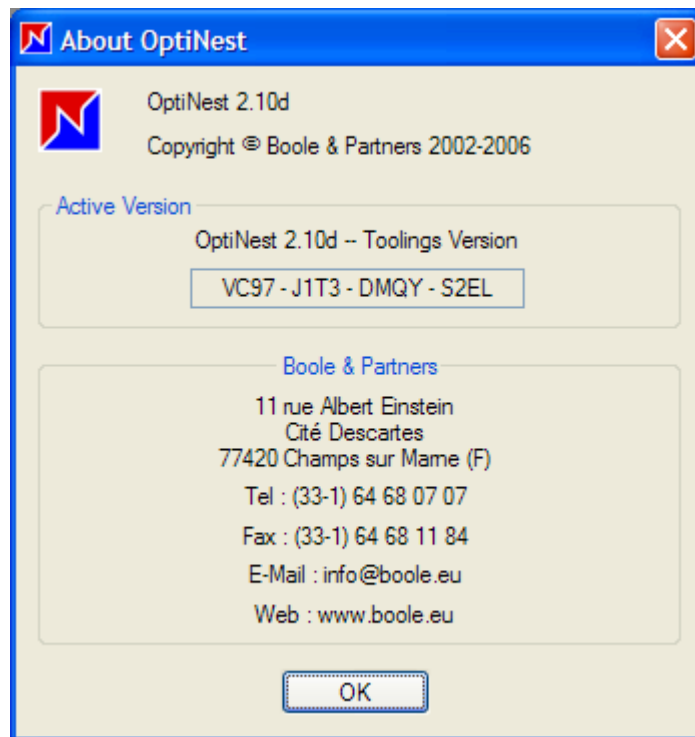 About OptiNest
OptiNest 2.10d
Copyright © Boole & Partners 2002-2006
Active Version
OptiNest 2.10d -- Toolings Version
VC97 - J1T3 - DMQY - S2EL
Boole & Partners
11 rue Albert Einstein
Cité Descartes
77420 Champs sur Marne (F)
Tel : (33-1) 64 68 07 07
Fax : (33-1) 64 68 11 84
E-Mail : info@boole.eu
Web : www.boole.eu
OK